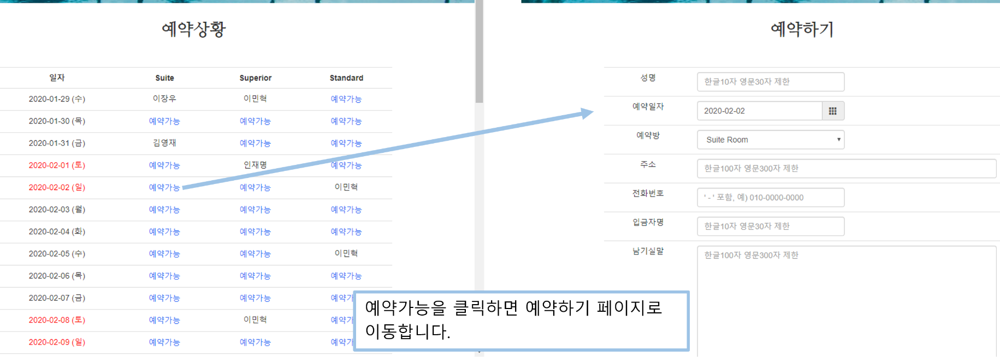 예약상황
일자 Suite Superior Standard
2020-01-29 (수) 이장우 이민혁 예약가능
2020-01-30 (목) 예약가능 예약가능 예약가능
2020-01-31 (금) 김영재 예약가능 예약가능
2020-02-01 (토) 예약가능 인재명 예약가능
2020-02-02 (일) 예약가능 예약가능 이민혁
2020-02-03 (월) 예약가능 예약가능 예약가능
2020-02-04 (화) 예약가능 예약가능 예약가능
2020-02-05 (수) 예약가능 예약가능 이민혁
2020-02-06 (목) 예약가능 예약가능 예약가능
2020-02-07 (금) 예약가능 예약가능 예약가
2020-02-08 (토) 예약가능 이민혁 예약가
2020-02-09 (일) 예약가능 예약가능 예약가
예약하기
성명 한글10자 영문30자 제한
예약일자 2020-02-02
예약방 Suite Room
주소 한글100자 영문300자 제한
전화번호 ' - ' 포함, 예) 010-0000-0000
입금자명 한글10자 영문30자 제한
남기실말 한글100자 영문300자 제한
예약가능을 클릭하면 예약하기 페이지로
이동합니다.